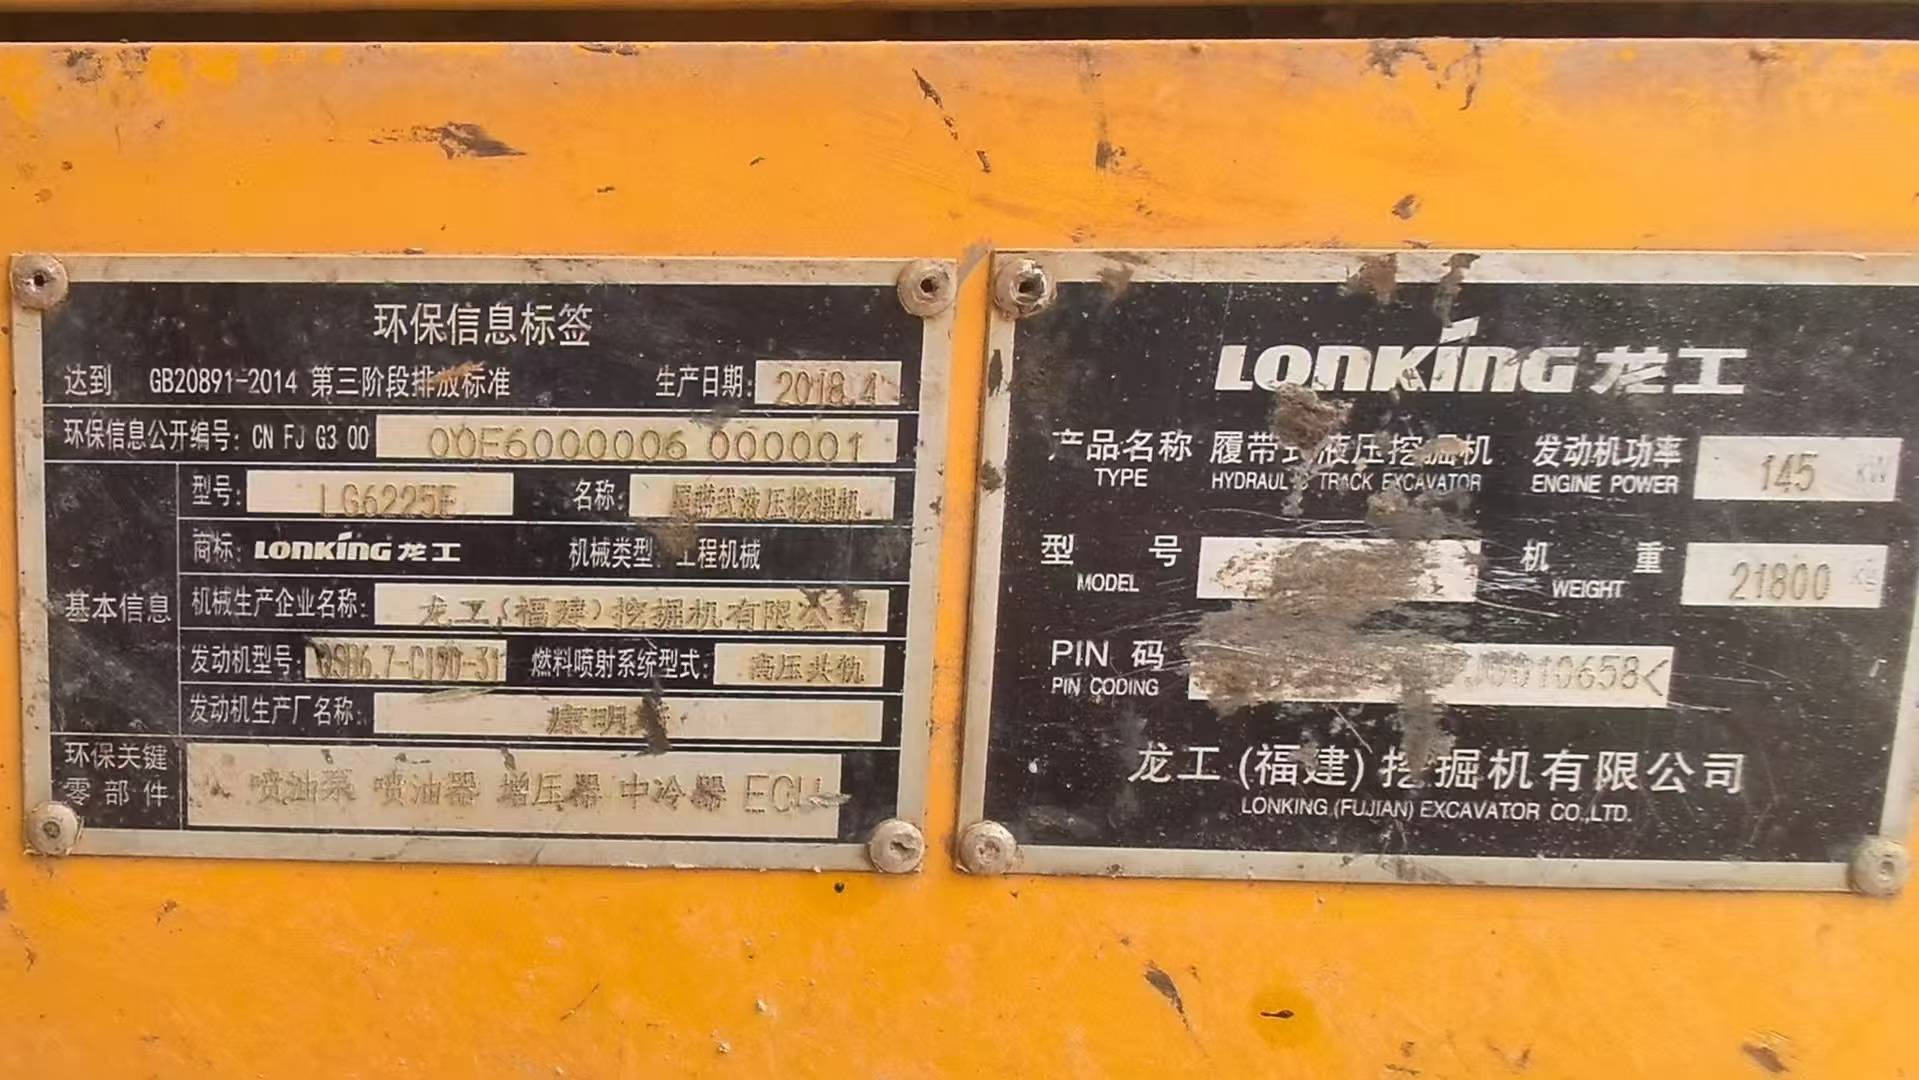 环保信息标签
达到 GB20891-2014 第三阶段排放标准 生产日期: 2018.4
环保信息公开编号: CN FJ G3 00 00E6000006 000001
基本信息
型号: LG6225E 名称: 履带式液压挖掘机
商标: LONKING 龙工 机械类型: 工程机械
机械生产企业名称: 龙工(福建)挖掘机有限公司
发动机型号: QSB6.7-C190-31 燃料喷射系统型式: 高压共轨
发动机生产厂名称: 康明斯
环保关键零部件 喷油泵 喷油器 增压器 中冷器 ECU
LONKING 龙工
产品名称 履带式液压挖掘机 发动机功率 145 KW
TYPE HYDRAULIC TRACK EXCAVATOR ENGINE POWER
型号 机重 21800
MODEL WEIGHT
PIN 码 0010658<
PIN CODING
龙工(福建)挖掘机有限公司
LONKING (FUJIAN) EXCAVATOR CO.,LTD.